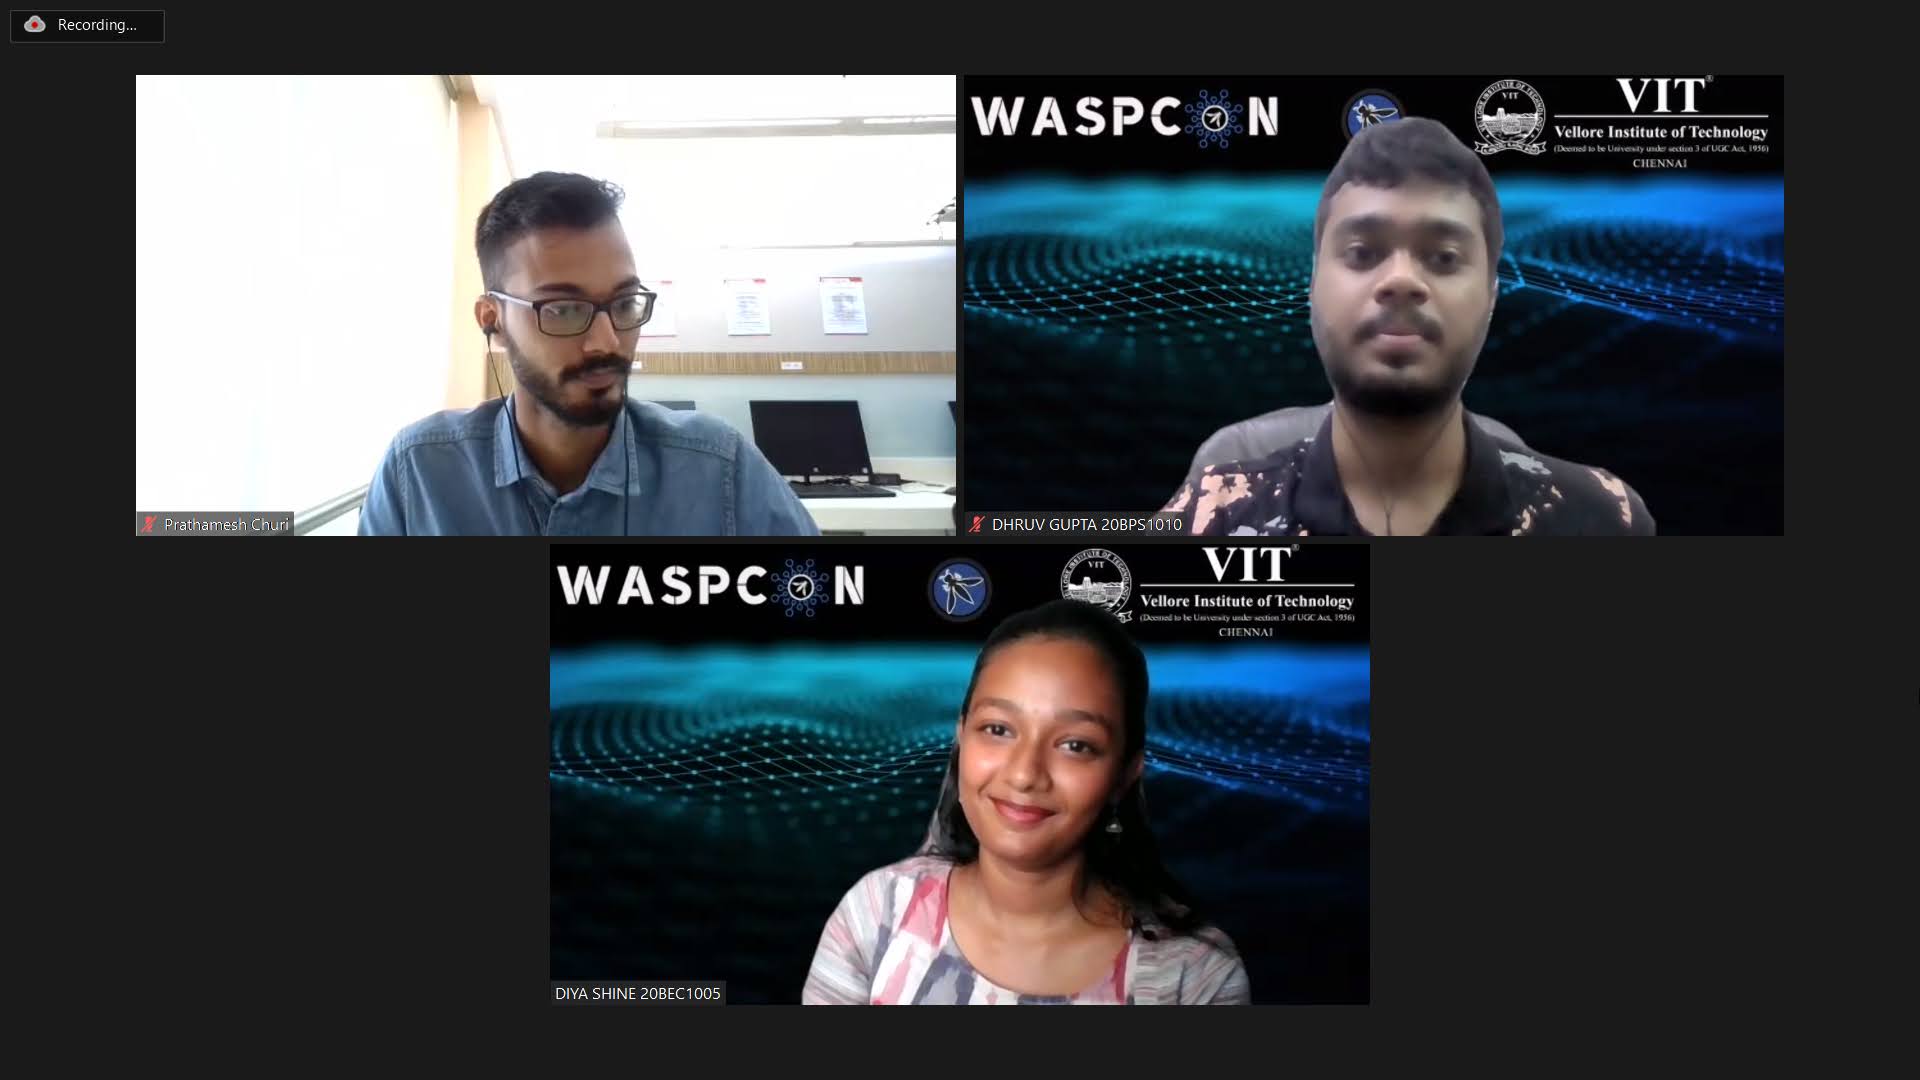 Recording...
WASPCON
VIT
VIT®
Vellore Institute of Technology
(Deemed to be University under section 3 of UGC Act, 1956)
CHENNAI
Prathamesh Churi
DHRUV GUPTA 20BPS1010
WASPCON
VIT
VIT®
Vellore Institute of Technology
(Deemed to be University under section 3 of UGC Act, 1956)
CHENNAI
DIYA SHINE 20BEC1005